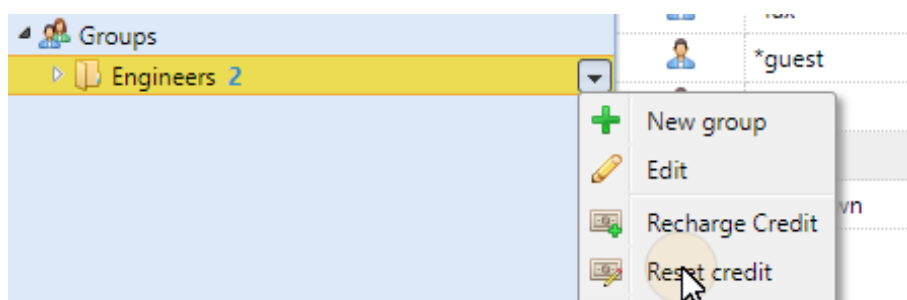 Groups
Engineers 2
*guest
New group
Edit
Recharge Credit
Reset credit